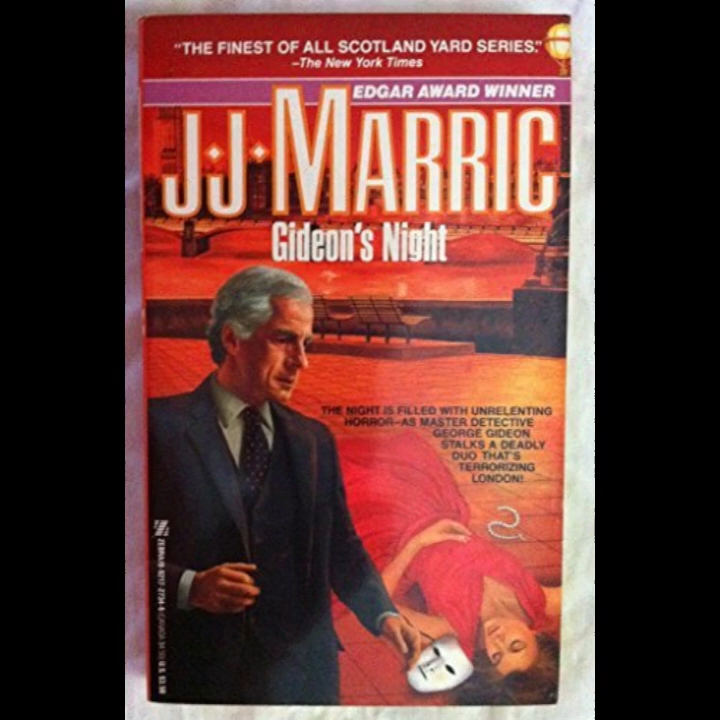 "THE FINEST OF ALL SCOTLAND YARD SERIES."
–The New York Times
EDGAR AWARD WINNER
J·J·MARRIC
Gideon's Night
THE NIGHT IS FILLED WITH UNRELENTING
HORROR–AS MASTER DETECTIVE
GEORGE GIDEON
STALKS A DEADLY
DUO THAT'S
TERRORIZING
LONDON!